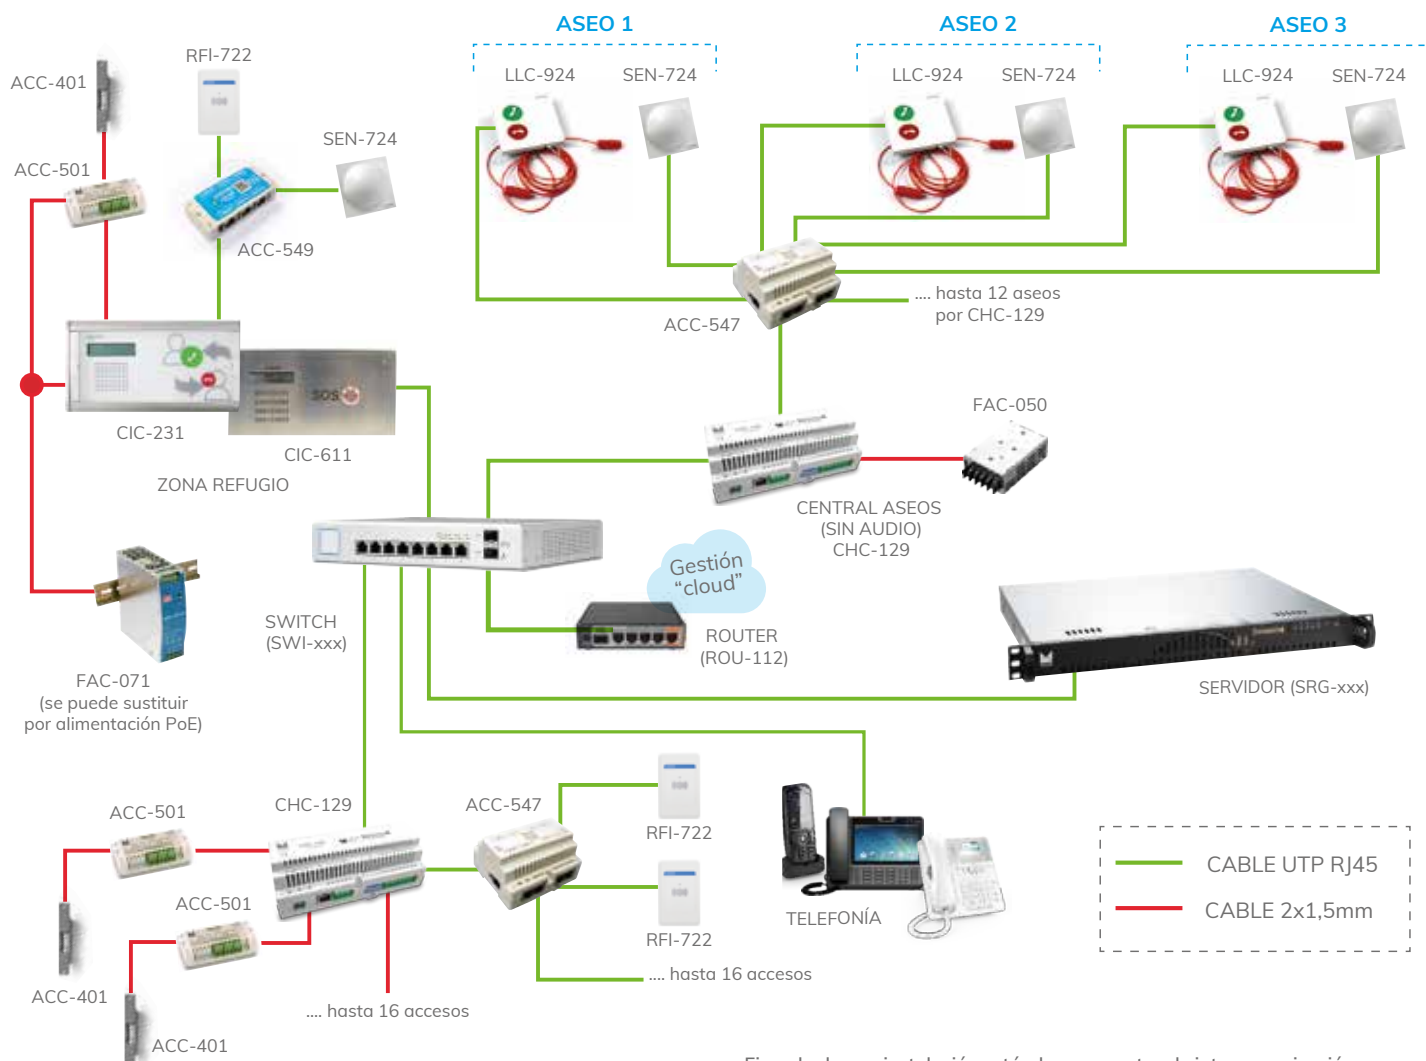 ASEO 1
ASEO 2
ASEO 3
RFI-722
ACC-401
LLC-924
SEN-724
LLC-924
SEN-724
LLC-924
SEN-724
SEN-724
ACC-501
ACC-549
.... hasta 12 aseos
por CHC-129
ACC-547
SOS
CIC-231
CIC-611
FAC-050
ZONA REFUGIO
CENTRAL ASEOS
(SIN AUDIO)
CHC-129
Gestión
“cloud”
SWITCH
(SWI-xxx)
ROUTER
(ROU-112)
FAC-071
(se puede sustituir
por alimentación PoE)
SERVIDOR (SRG-xxx)
ACC-501
CHC-129
ACC-547
RFI-722
CABLE UTP RJ45
ACC-501
CABLE 2x1,5mm
TELEFONÍA
RFI-722
.... hasta 16 accesos
ACC-401
.... hasta 16 accesos
ACC-401